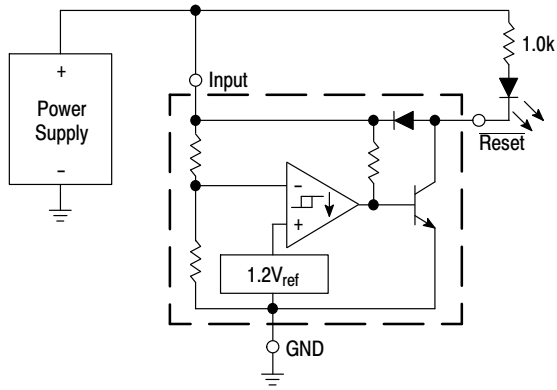 1.0k
+
Input
Power
Supply
Reset
-
-
+
1.2Vref
GND